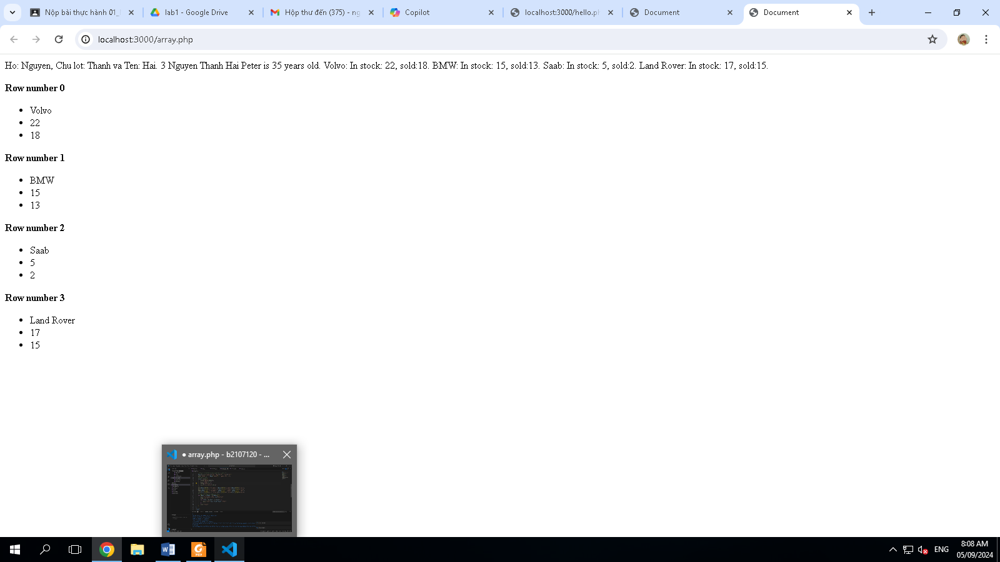 Nộp bài thực hành 01_
lab1 - Google Drive
Hộp thư đến (375) - ng
Copilot
localhost:3000/hello.ph
Document
Document
localhost:3000/array.php
Ho: Nguyen, Chu lot: Thanh va Ten: Hai. 3 Nguyen Thanh Hai Peter is 35 years old. Volvo: In stock: 22, sold:18. BMW: In stock: 15, sold:13. Saab: In stock: 5, sold:2. Land Rover: In stock: 17, sold:15.
Row number 0
Volvo
22
18
Row number 1
BMW
15
13
Row number 2
Saab
5
2
Row number 3
Land Rover
17
15
● array.php - b2107120 - ...
ENG
8:08 AM
05/09/2024